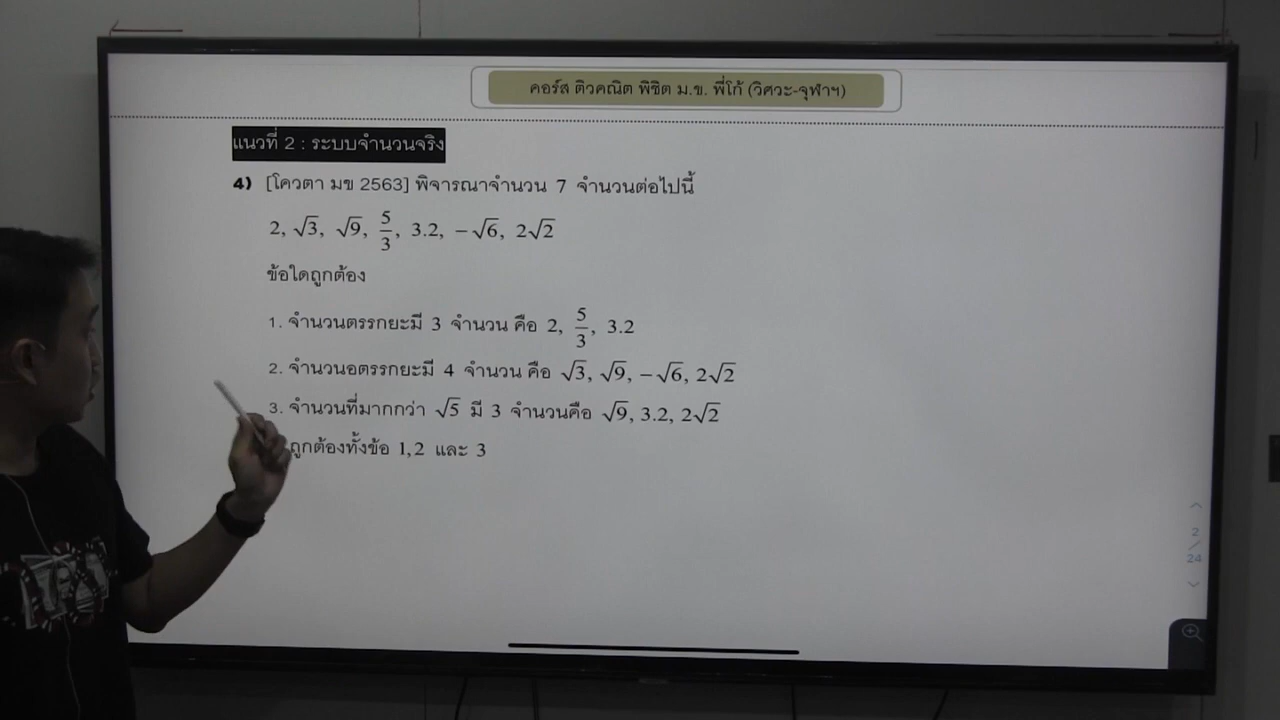 คอร์ส ติวคณิต พิชิต ม.ข. พี่โก้ (วิศวะ-จุฬาฯ)
แนวที่ 2 : ระบบจำนวนจริง
4) [โควตา มข 2563] พิจารณาจำนวน 7 จำนวนต่อไปนี้
2, √3, √9, 5/3, 3.2, −√6, 2√2
ข้อใดถูกต้อง
1. จำนวนตรรกยะมี 3 จำนวน คือ 2, 5/3, 3.2
2. จำนวนอตรรกยะมี 4 จำนวน คือ √3, √9, −√6, 2√2
3. จำนวนที่มากกว่า √5 มี 3 จำนวนคือ √9, 3.2, 2√2
ถูกต้องทั้งข้อ 1,2 และ 3
2
/
24